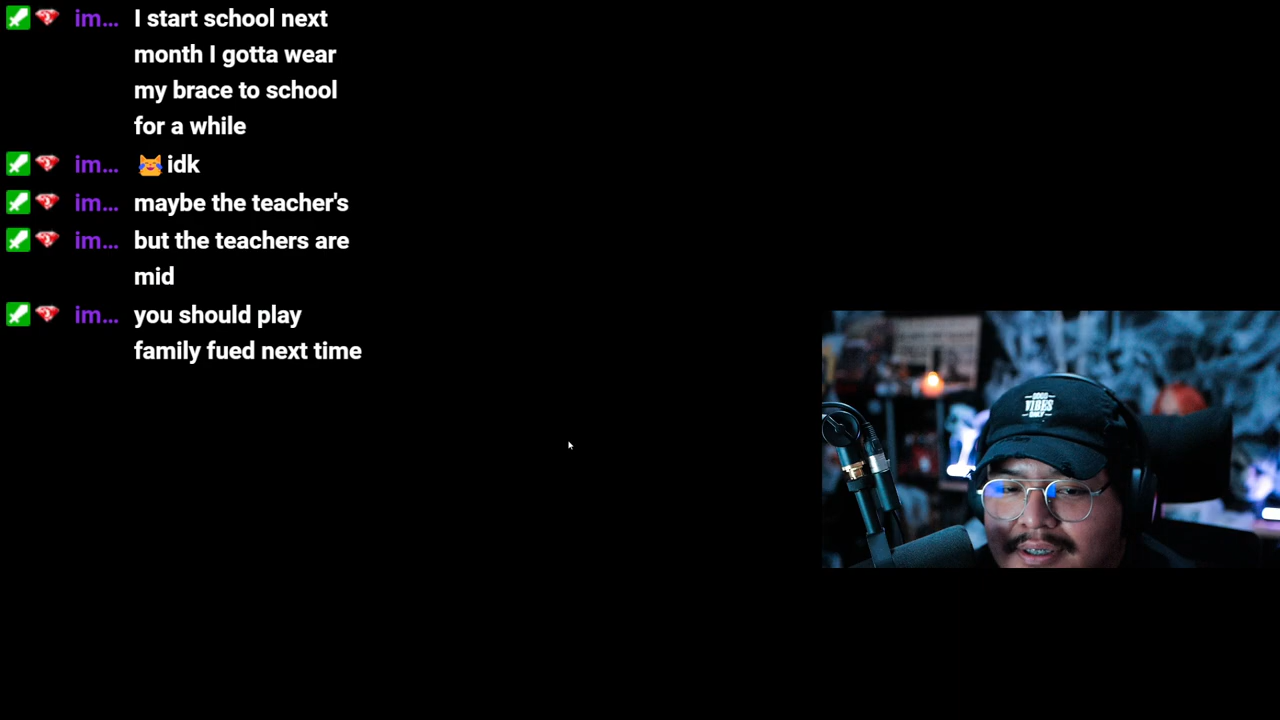 im... I start school next
month I gotta wear
my brace to school
for a while
im... idk
im... maybe the teacher's
im... but the teachers are
mid
im... you should play
family fued next time
GOOD
VIBES
ONLY